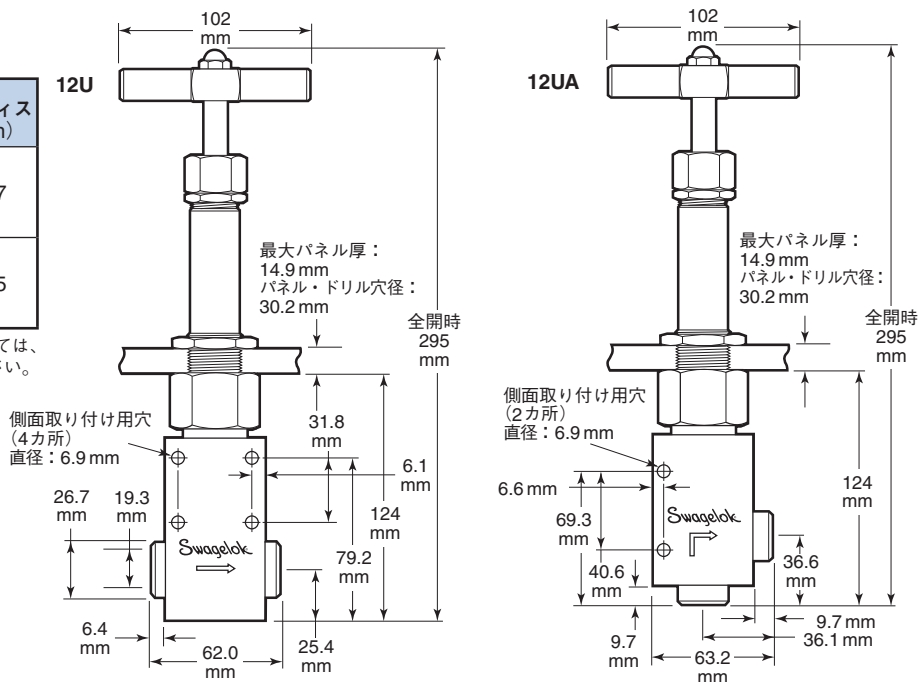 ィス
n)
7
5
ては、
さい。
12U
102
mm
最大パネル厚：
14.9 mm
パネル・ドリル穴径：
30.2 mm
全開時
295
mm
側面取り付け用穴
(4カ所)
直径：6.9 mm
31.8
mm
6.1
mm
124
mm
79.2
mm
26.7
mm
19.3
mm
Swagelok
6.4
mm
62.0
mm
25.4
mm
12UA
102
mm
最大パネル厚：
14.9 mm
パネル・ドリル穴径：
30.2 mm
全開時
295
mm
側面取り付け用穴
(2カ所)
直径：6.9 mm
6.6 mm
69.3
mm
40.6
mm
Swagelok
124
mm
36.6
mm
9.7
mm
9.7 mm
36.1 mm
63.2
mm